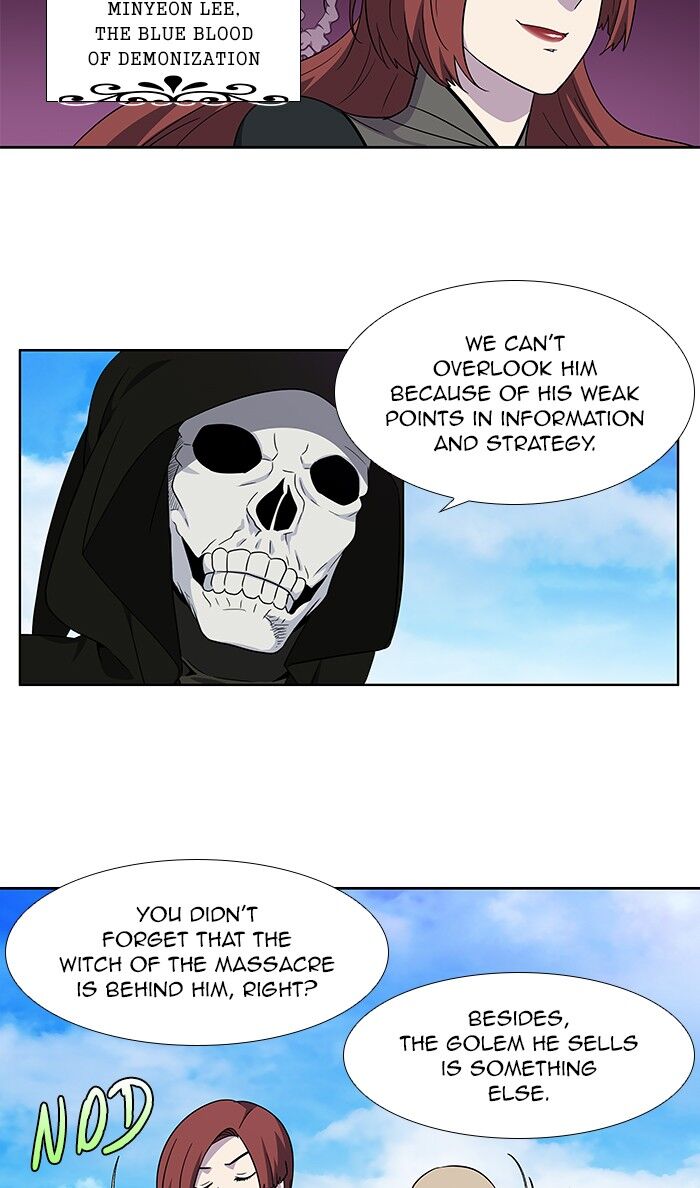 MINYEON LEE,
THE BLUE BLOOD
OF DEMONIZATION
WE CAN'T
OVERLOOK HIM
BECAUSE OF HIS WEAK
POINTS IN INFORMATION
AND STRATEGY.
YOU DIDN'T
FORGET THAT THE
WITCH OF THE MASSACRE
IS BEHIND HIM, RIGHT?
BESIDES,
THE GOLEM HE SELLS
IS SOMETHING
ELSE.
NOD